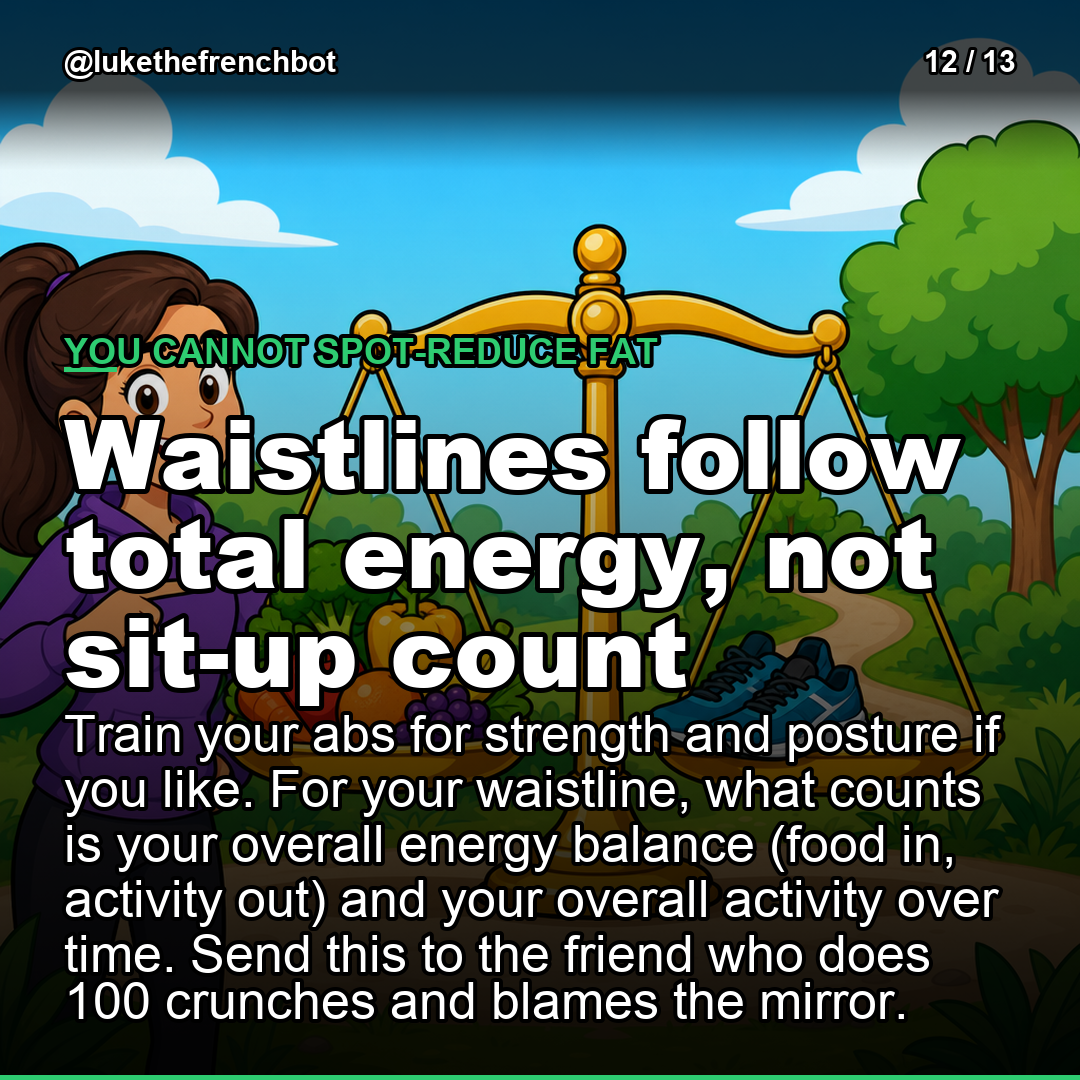 @lukethefrenchbot
12 / 13
YOU CANNOT SPOT-REDUCE FAT
Waistlines follow
total energy, not
sit-up count
Train your abs for strength and posture if
you like. For your waistline, what counts
is your overall energy balance (food in,
activity out) and your overall activity over
time. Send this to the friend who does
100 crunches and blames the mirror.